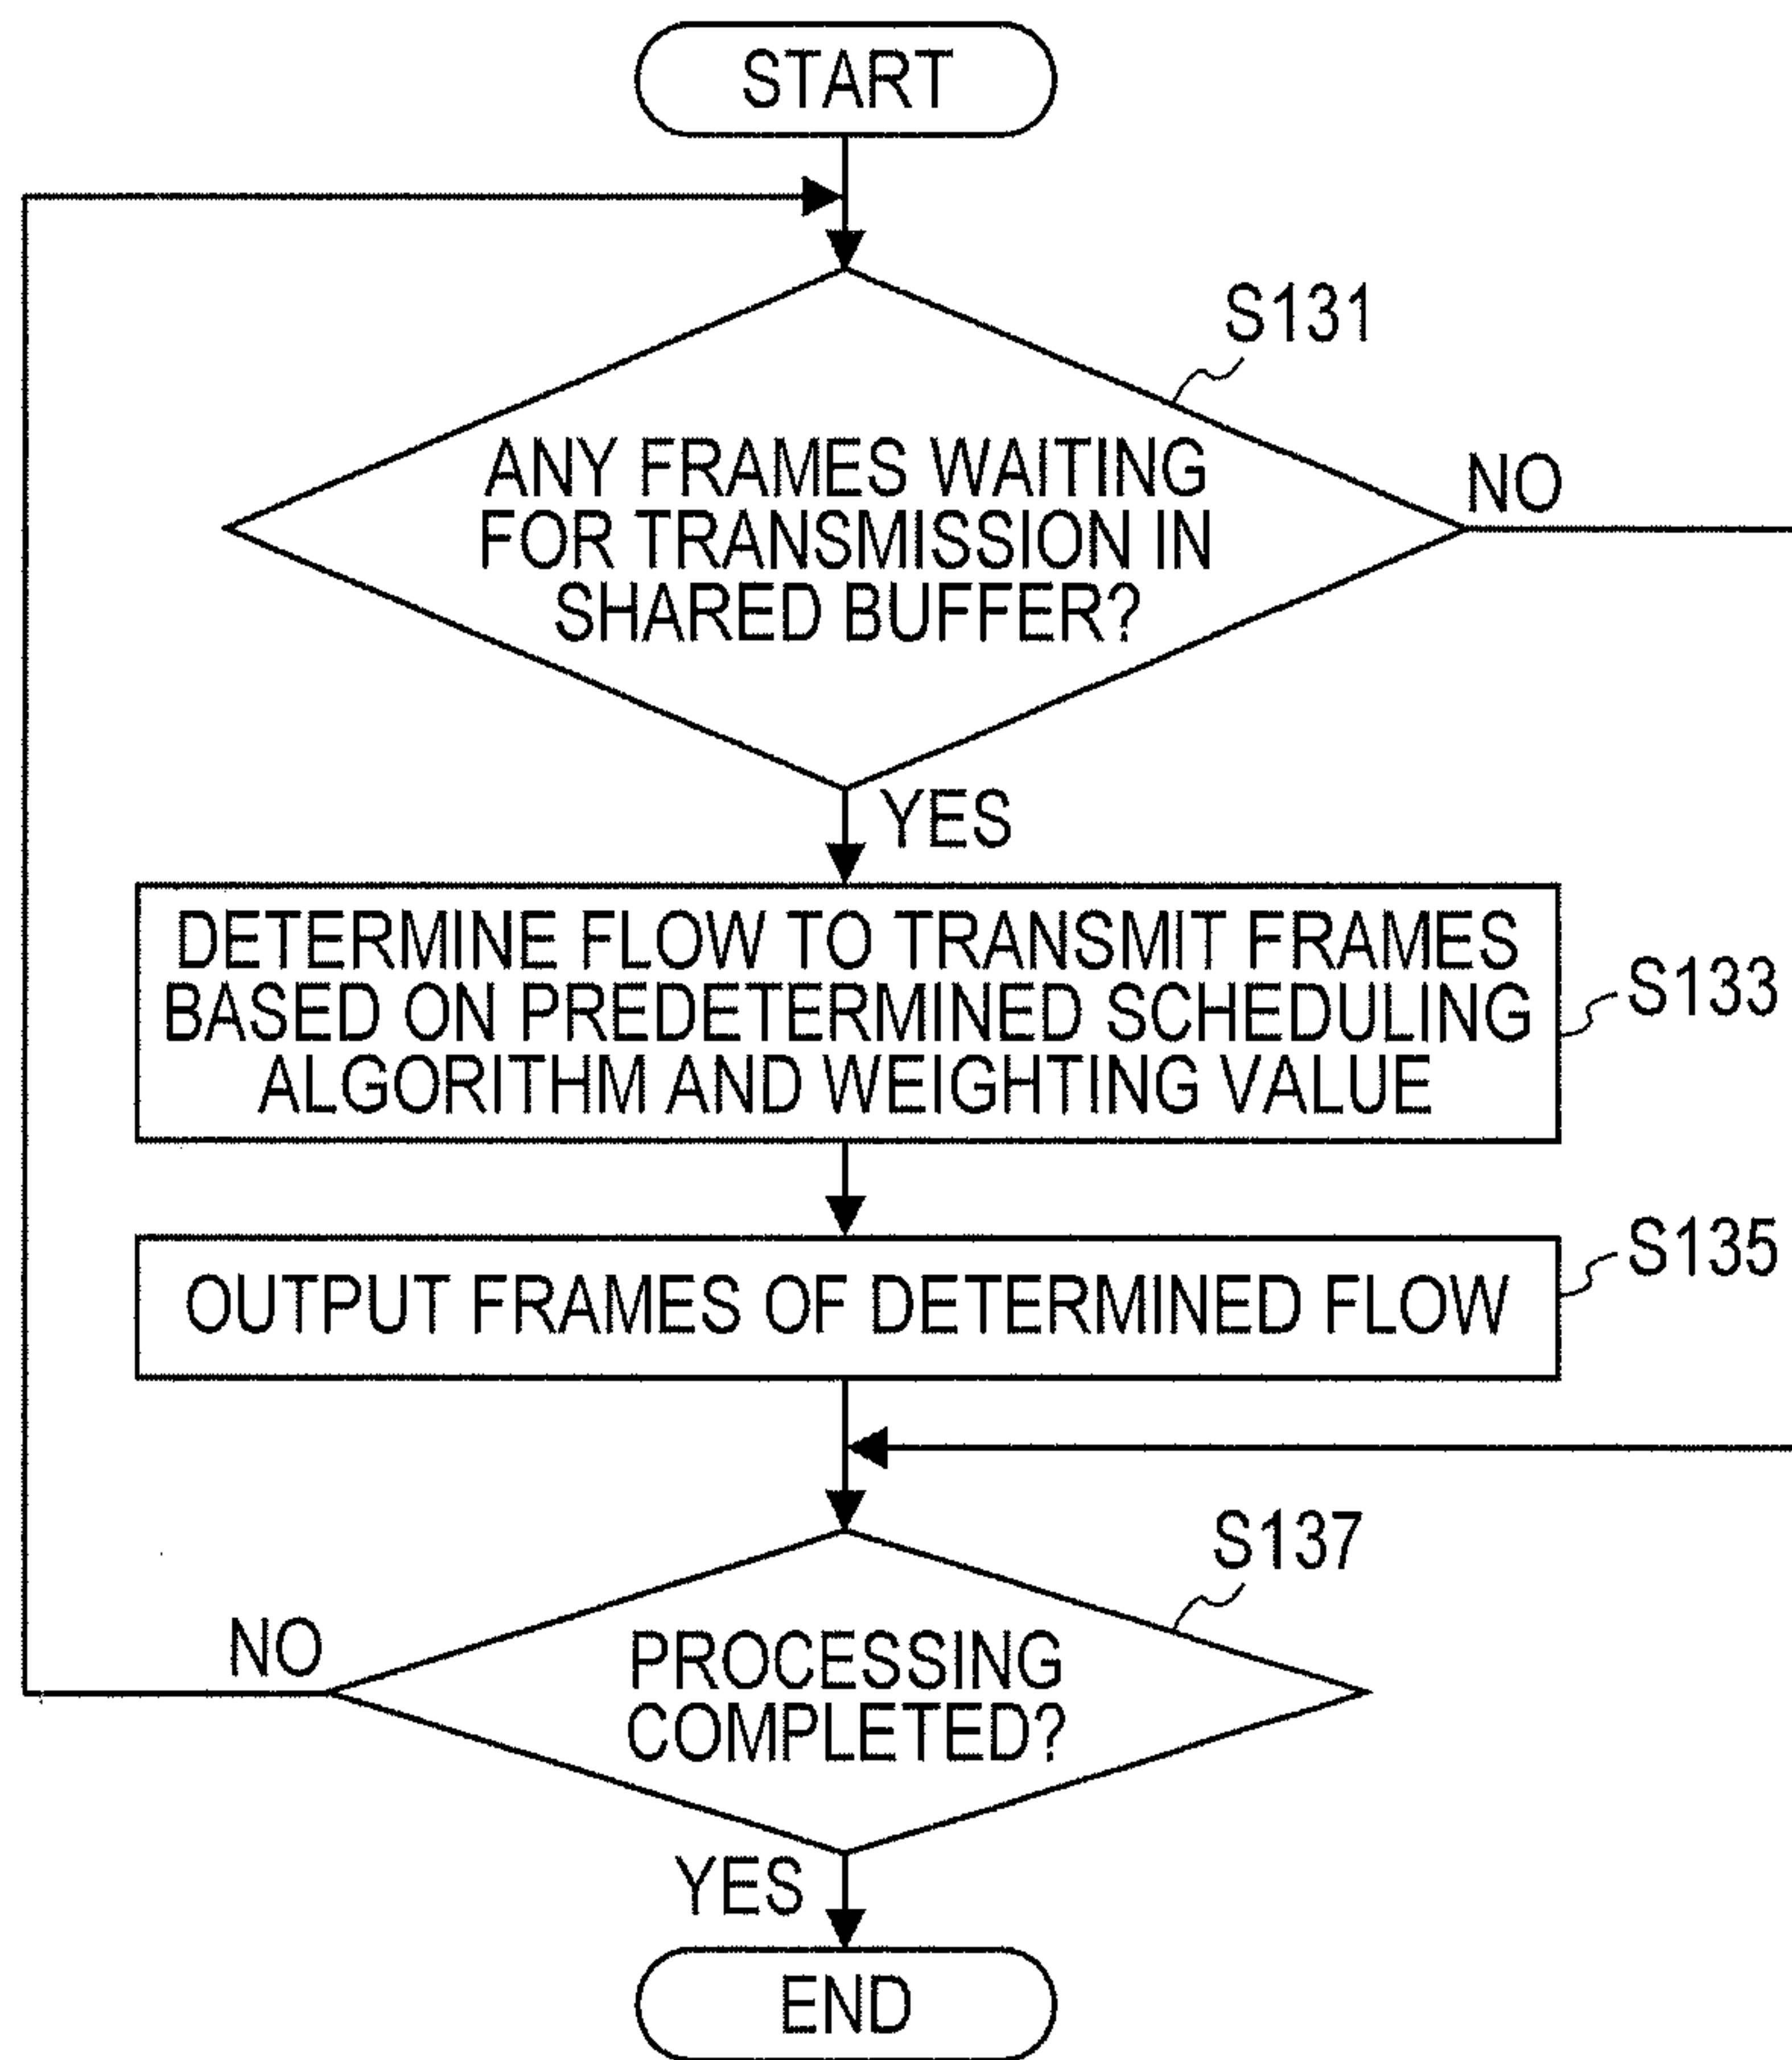 START
S131
ANY FRAMES WAITING
FOR TRANSMISSION IN
SHARED BUFFER?
NO
YES
DETERMINE FLOW TO TRANSMIT FRAMES
BASED ON PREDETERMINED SCHEDULING
ALGORITHM AND WEIGHTING VALUE
S133
OUTPUT FRAMES OF DETERMINED FLOW
S135
S137
NO
PROCESSING
COMPLETED?
YES
END